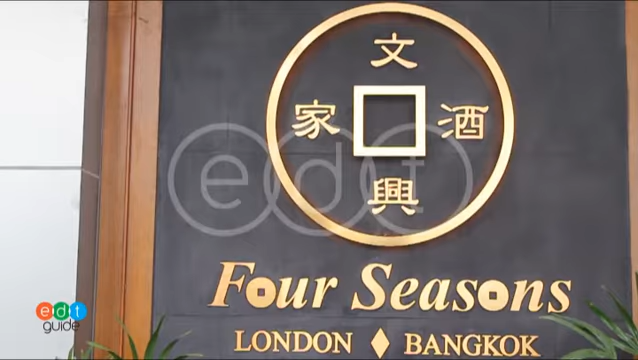 文
家 酒
興
edt
Four Seasons
LONDON ♦ BANGKOK
edt
guide